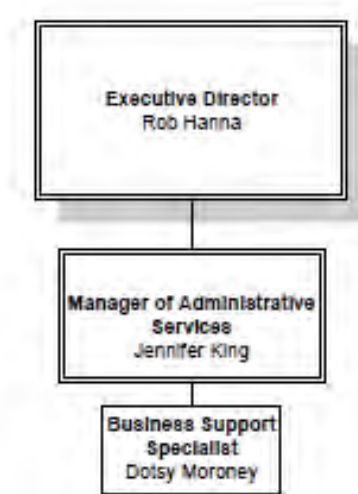 Executive Director
Rob Hanna
Manager of Administrative
Services
Jennifer King
Business Support
Specialist
Dotsy Moroney